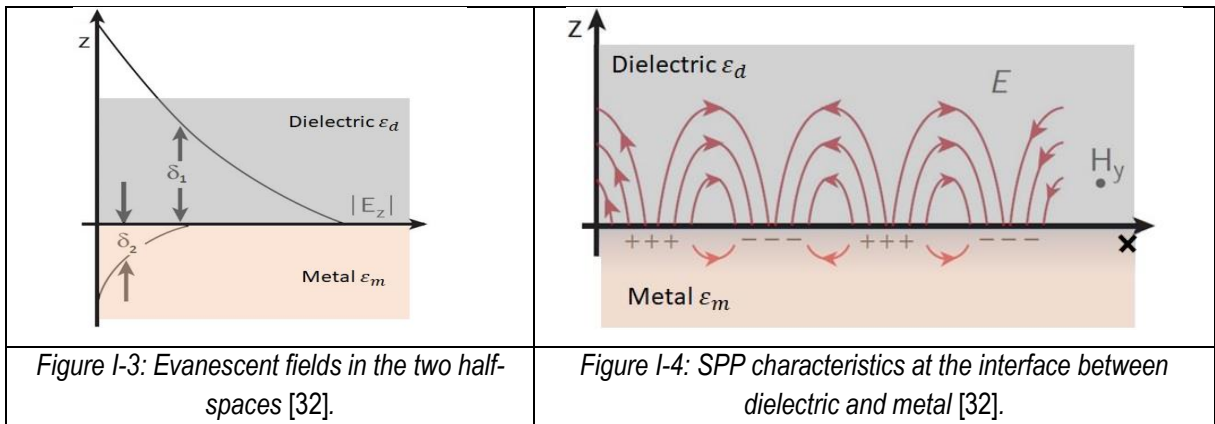 z
Dielectric εd
δ1
|Ez|
δ2
Metal εm
z
Dielectric εd
E
Hy
+++ --- +++ ---
x
Metal εm
Figure I-3: Evanescent fields in the two half-
spaces [32].
Figure I-4: SPP characteristics at the interface between
dielectric and metal [32].